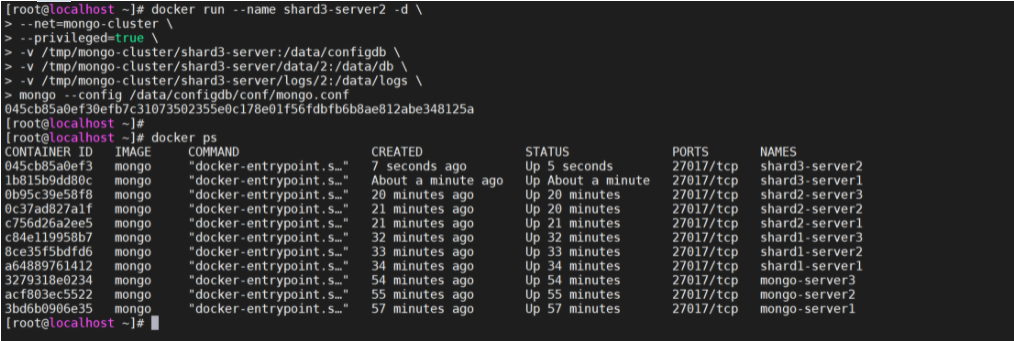 [root@localhost ~]# docker run --name shard3-server2 -d \
> --net=mongo-cluster \
> --privileged=true \
> -v /tmp/mongo-cluster/shard3-server:/data/configdb \
> -v /tmp/mongo-cluster/shard3-server/data/2:/data/db \
> -v /tmp/mongo-cluster/shard3-server/logs/2:/data/logs \
> mongo --config /data/configdb/conf/mongo.conf
045cb85a0ef30efb7c31073502355e0c178e01f56fdbfb6b8ae812abe348125a
[root@localhost ~]#
[root@localhost ~]# docker ps
CONTAINER ID   IMAGE     COMMAND                  CREATED              STATUS              PORTS       NAMES
045cb85a0ef3   mongo     "docker-entrypoint.s…"   7 seconds ago        Up 5 seconds        27017/tcp   shard3-server2
1b815b9dd80c   mongo     "docker-entrypoint.s…"   About a minute ago   Up About a minute   27017/tcp   shard3-server1
0b95c39e58f8   mongo     "docker-entrypoint.s…"   20 minutes ago       Up 20 minutes       27017/tcp   shard2-server3
0c37ad827a1f   mongo     "docker-entrypoint.s…"   21 minutes ago       Up 20 minutes       27017/tcp   shard2-server2
c756d26a2ee5   mongo     "docker-entrypoint.s…"   21 minutes ago       Up 21 minutes       27017/tcp   shard2-server1
c84e119958b7   mongo     "docker-entrypoint.s…"   32 minutes ago       Up 32 minutes       27017/tcp   shard1-server3
8ce35f5bdfd6   mongo     "docker-entrypoint.s…"   33 minutes ago       Up 33 minutes       27017/tcp   shard1-server2
a64889761412   mongo     "docker-entrypoint.s…"   34 minutes ago       Up 34 minutes       27017/tcp   shard1-server1
3279318e0234   mongo     "docker-entrypoint.s…"   54 minutes ago       Up 54 minutes       27017/tcp   mongo-server3
acf803ec5522   mongo     "docker-entrypoint.s…"   55 minutes ago       Up 55 minutes       27017/tcp   mongo-server2
3bd6b0906e35   mongo     "docker-entrypoint.s…"   57 minutes ago       Up 57 minutes       27017/tcp   mongo-server1
[root@localhost ~]#